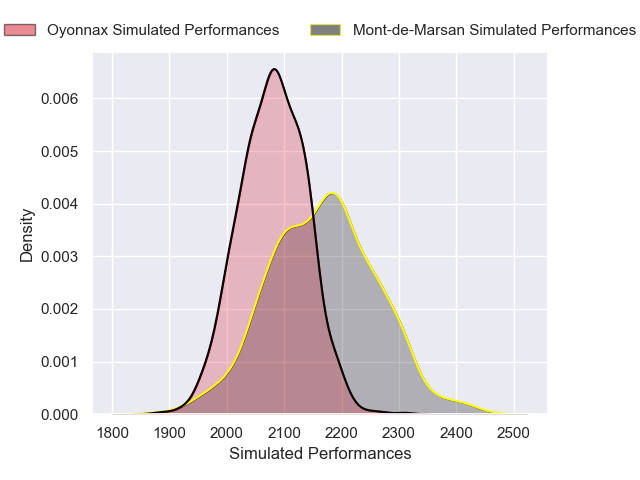 Oyonnax Simulated Performances
Mont-de-Marsan Simulated Performances
0.006
0.005
0.004
0.003
0.002
0.001
0.000
Density
1800 1900 2000 2100 2200 2300 2400 2500
Simulated Performances